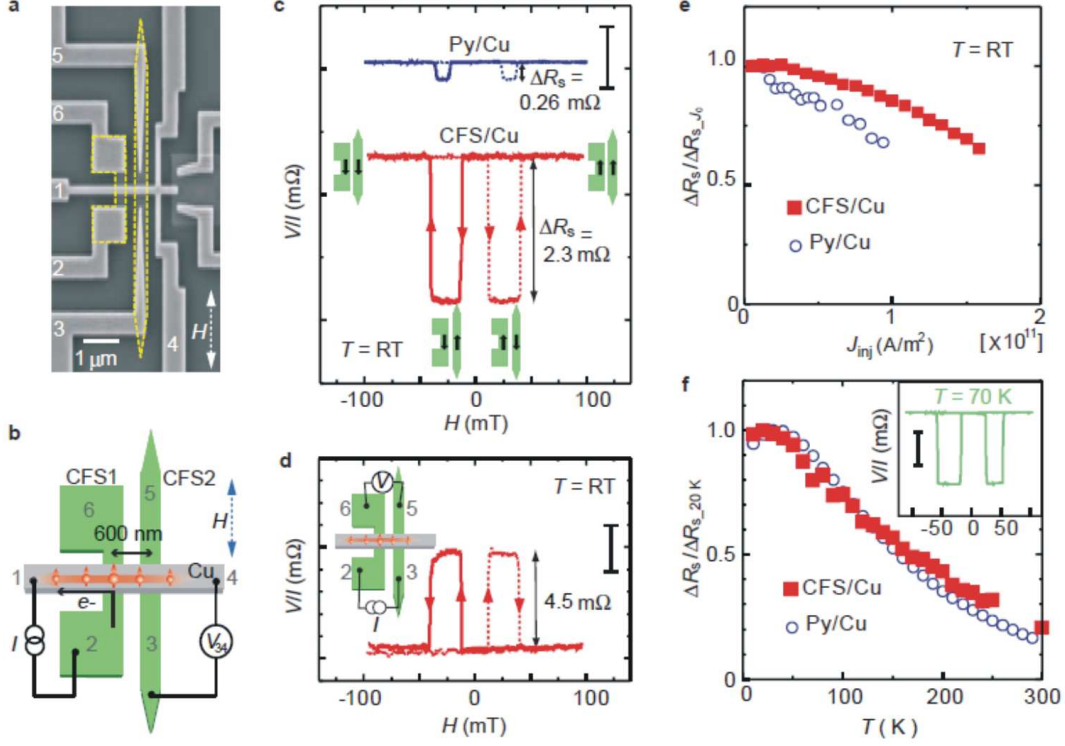 a
5
6
1
2
3
4
H
1 μm
b
CFS1
CFS2
6
5
600 nm
H
1
Cu
4
e-
I
2
3
V34
c
Py/Cu
ΔRs =
0.26 mΩ
CFS/Cu
V/I (mΩ)
ΔRs =
2.3 mΩ
T = RT
-100
0
100
H (mT)
d
T = RT
V
6
5
2
3
I
V/I (mΩ)
4.5 mΩ
-100
0
100
H (mT)
e
1.0
T = RT
ΔRs/ΔRs_J0
0.5
CFS/Cu
Py/Cu
0
0
1
2
Jinj (A/m²)
[x10¹¹]
f
T = 70 K
V/I (mΩ)
-50
0
50
1.0
ΔRs/ΔRs_20 K
0.5
CFS/Cu
Py/Cu
0
0
100
200
300
T (K)